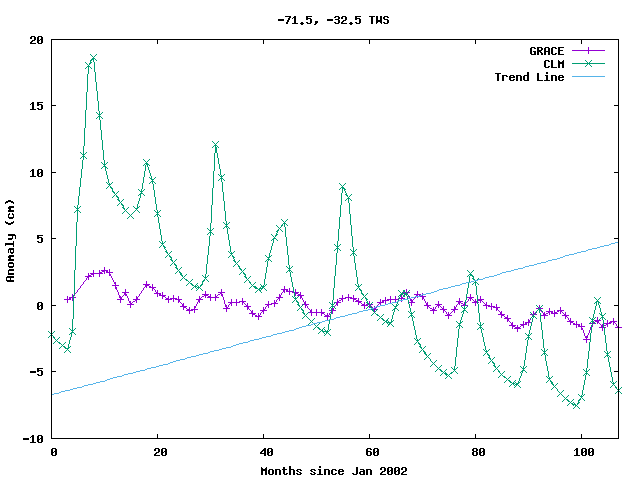 -71.5, -32.5 TWS
GRACE
CLM
Trend Line
20
15
10
5
0
-5
-10
Anomaly (cm)
0 20 40 60 80 100
Months since Jan 2002